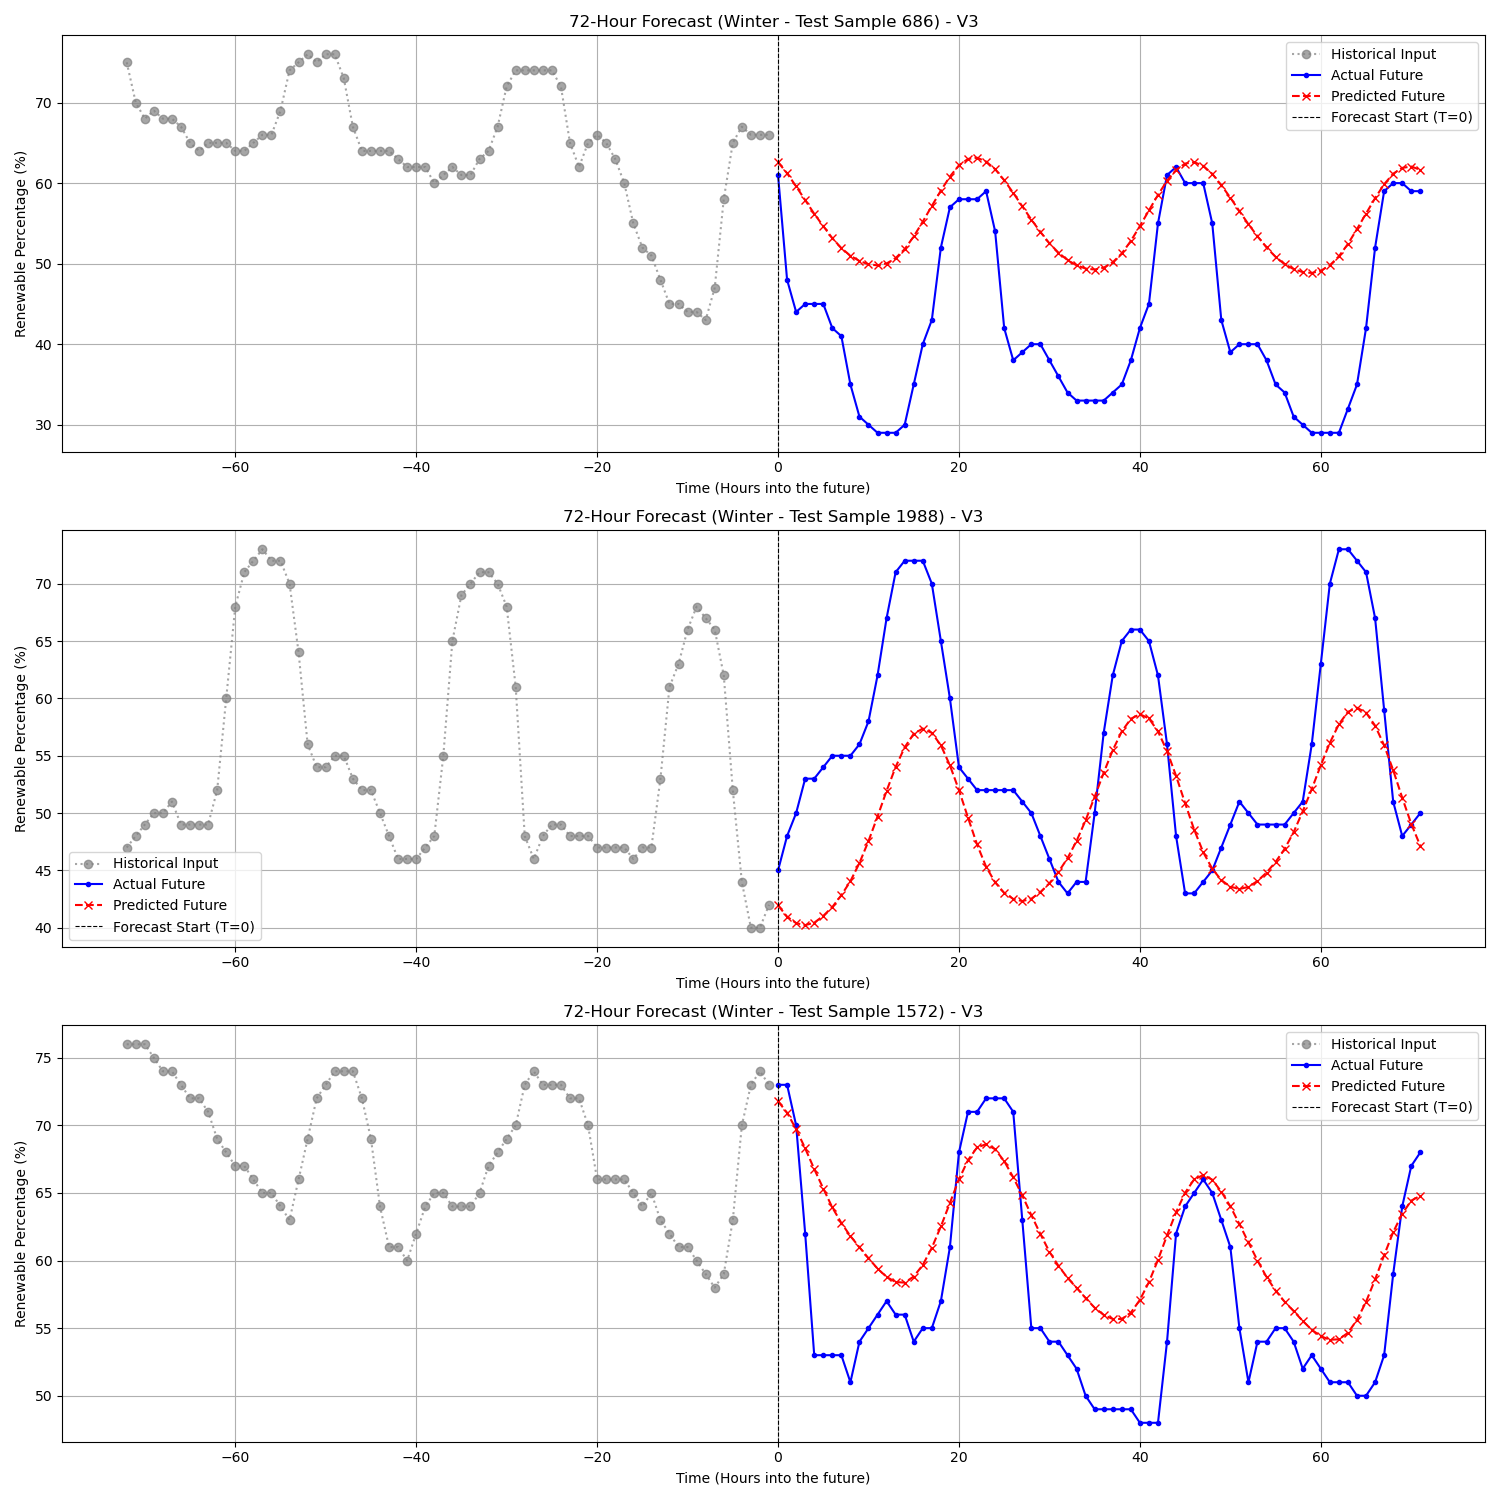 72-Hour Forecast (Winter - Test Sample 686) - V3
Renewable Percentage (%)
70
60
50
40
30
Historical Input
Actual Future
Predicted Future
Forecast Start (T=0)
−60 −40 −20 0 20 40 60
Time (Hours into the future)
72-Hour Forecast (Winter - Test Sample 1988) - V3
Renewable Percentage (%)
70
65
60
55
50
45
40
Historical Input
Actual Future
Predicted Future
Forecast Start (T=0)
−60 −40 −20 0 20 40 60
Time (Hours into the future)
72-Hour Forecast (Winter - Test Sample 1572) - V3
Renewable Percentage (%)
75
70
65
60
55
50
Historical Input
Actual Future
Predicted Future
Forecast Start (T=0)
−60 −40 −20 0 20 40 60
Time (Hours into the future)